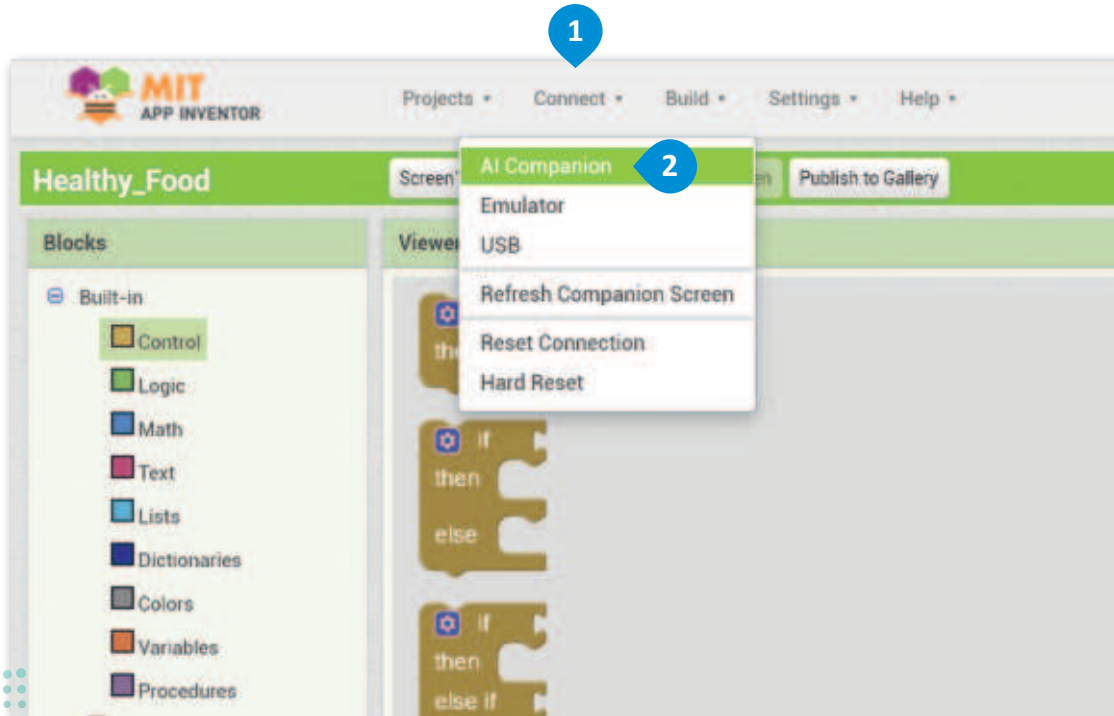 1
MIT
APP INVENTOR
Projects Connect Build Settings Help
Healthy_Food
Screen
Publish to Gallery
AI Companion 2
Emulator
USB
Refresh Companion Screen
Reset Connection
Hard Reset
Blocks
Viewer
Built-in
Control
Logic
Math
Text
Lists
Dictionaries
Colors
Variables
Procedures
if
then
else
if
then
else if